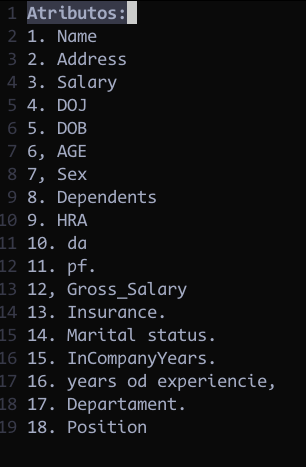 1 Atributos:
2 1. Name
3 2. Address
4 3. Salary
5 4. DOJ
6 5. DOB
7 6, AGE
8 7, Sex
9 8. Dependents
10 9. HRA
11 10. da
12 11. pf.
13 12, Gross_Salary
14 13. Insurance.
15 14. Marital status.
16 15. InCompanyYears.
17 16. years od experiencie,
18 17. Departament.
19 18. Position